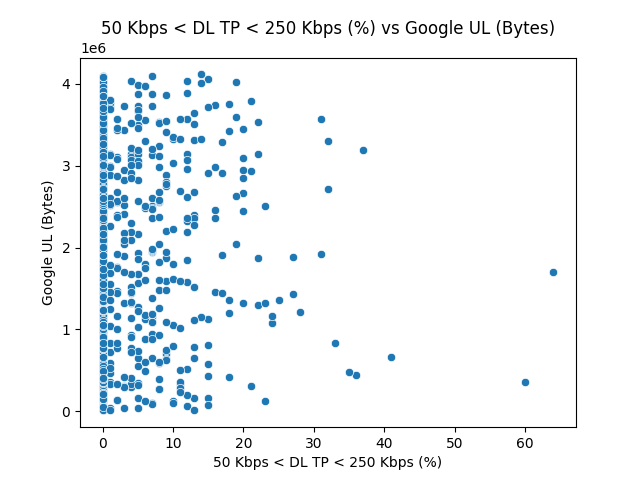 50 Kbps < DL TP < 250 Kbps (%) vs Google UL (Bytes)
1e6
4
3
2
1
0
Google UL (Bytes)
0 10 20 30 40 50 60
50 Kbps < DL TP < 250 Kbps (%)